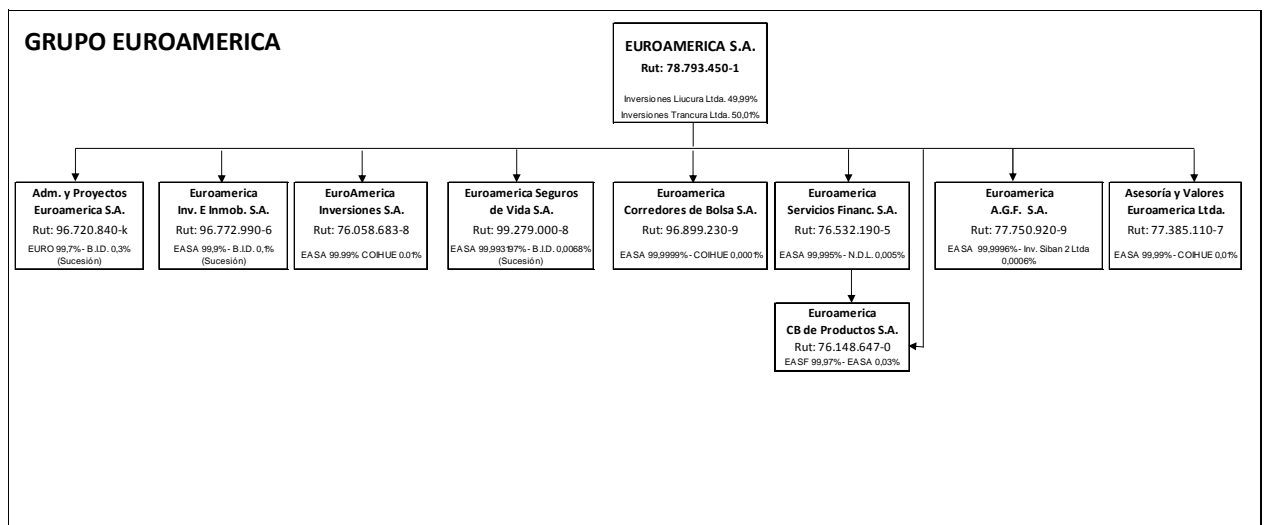 GRUPO EUROAMERICA
EUROAMERICA S.A.
Rut: 78.793.450-1
Inversiones Liucura Ltda. 49,99%
Inversiones Trancura Ltda. 50,01%
Adm. y Proyectos
Euroamerica S.A.
Rut: 96.720.840-k
EURO 99,7%- B.I.D. 0,3%
(Sucesión)
Euroamerica
Inv. E Inmob. S.A.
Rut: 96.772.990-6
EASA 99,9%- B.I.D. 0,1%
(Sucesión)
EuroAmerica
Inversiones S.A.
Rut: 76.058.683-8
EASA 99.99% COIHUE 0.01%
Euroamerica Seguros
de Vida S.A.
Rut: 99.279.000-8
EASA 99,993197%- B.I.D. 0,0068%
(Sucesión)
Euroamerica
Corredores de Bolsa S.A.
Rut: 96.899.230-9
EASA 99,9999%- COIHUE 0,0001%
Euroamerica
Servicios Financ. S.A.
Rut: 76.532.190-5
EASA 99,995%- N.D.L. 0,005%
Euroamerica
A.G.F. S.A.
Rut: 77.750.920-9
EASA 99,9996%- Inv. Siban 2 Ltda
0,0006%
Asesoría y Valores
Euroamerica Ltda.
Rut: 77.385.110-7
EASA 99,99%- COIHUE 0,01%
Euroamerica
CB de Productos S.A.
Rut: 76.148.647-0
EASF 99,97%- EASA 0,03%